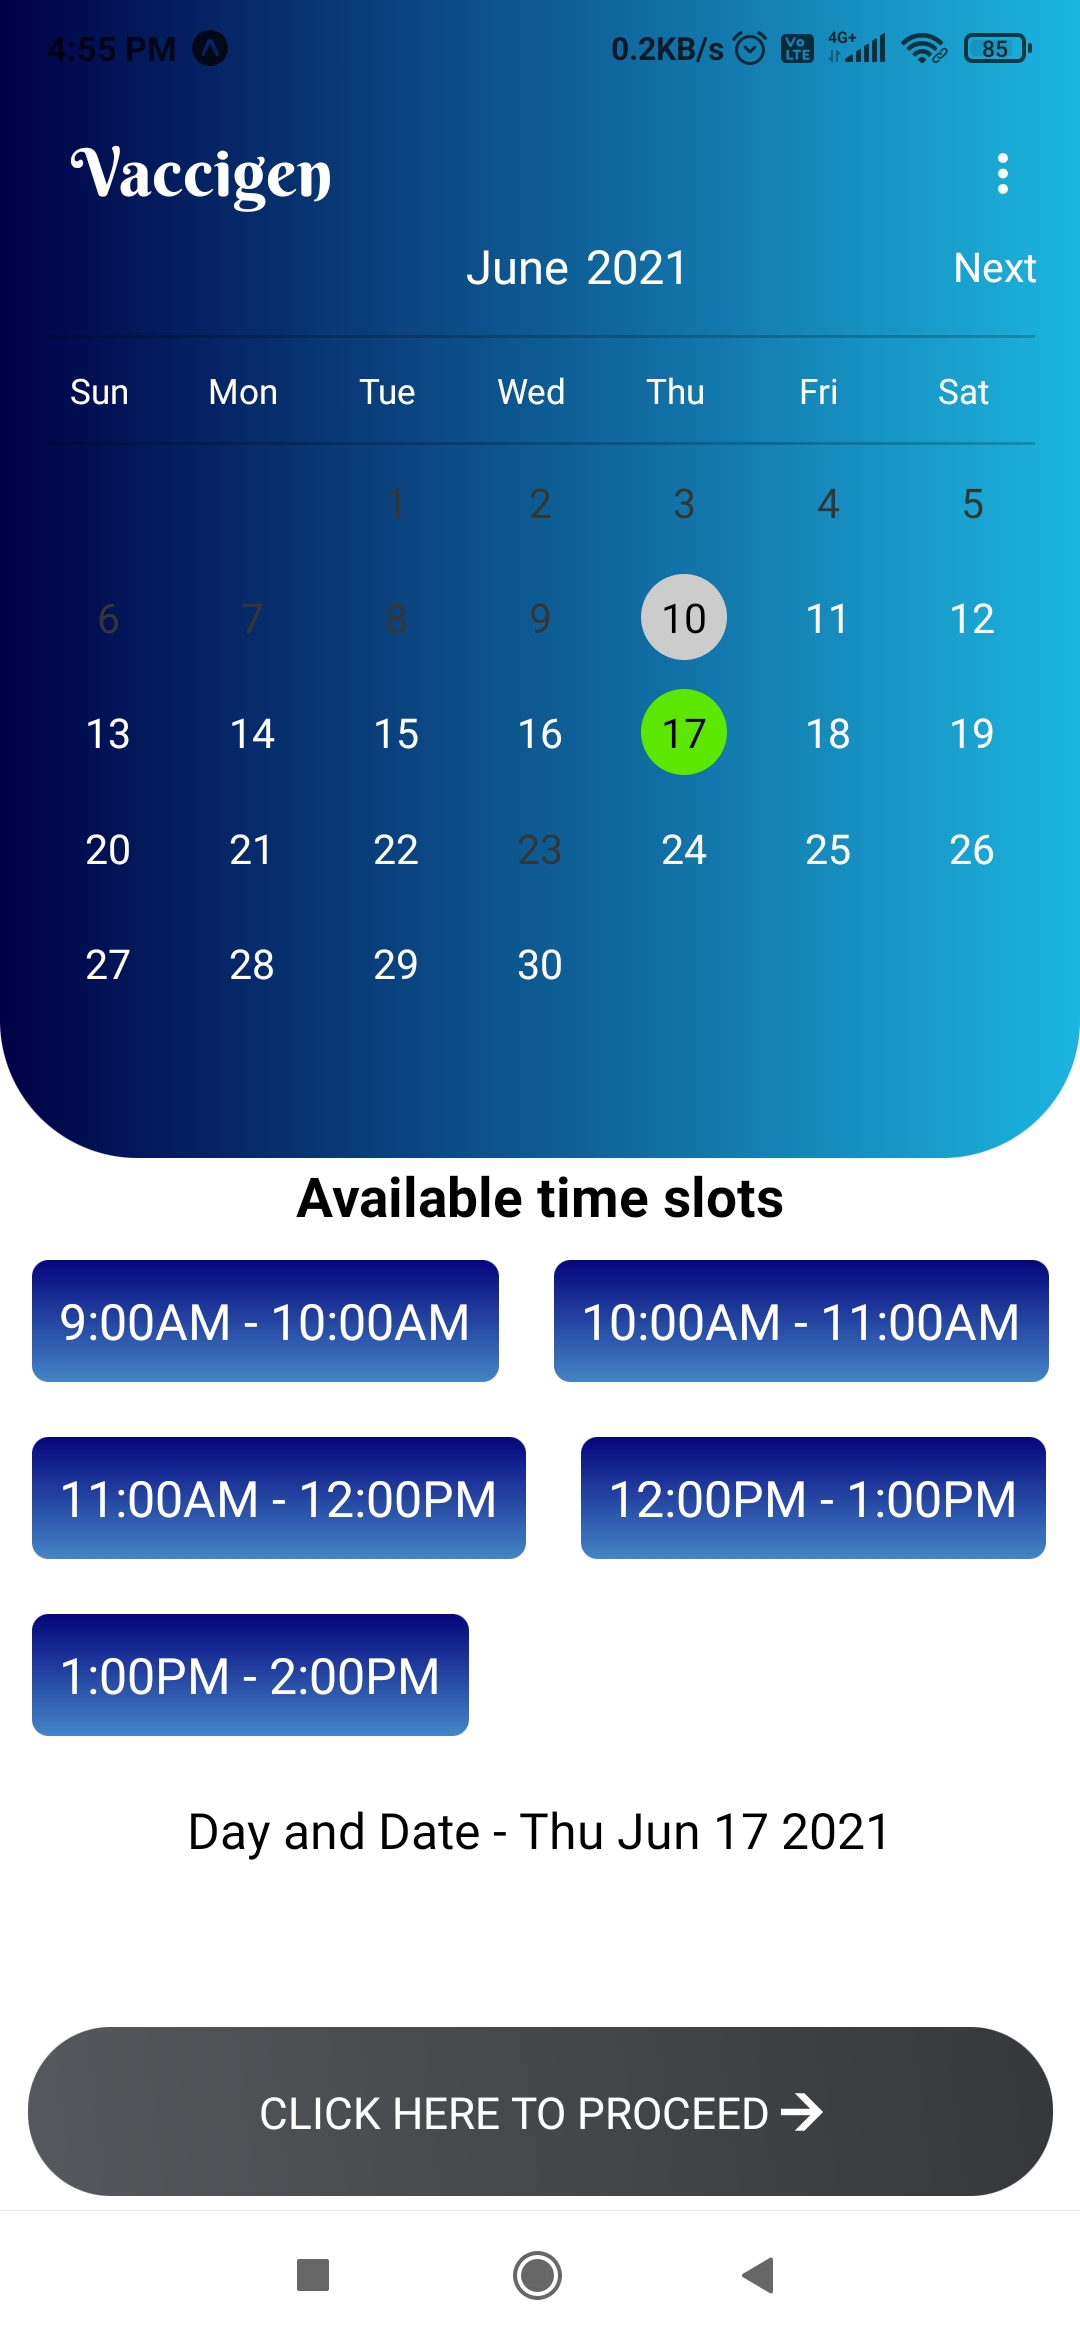 4:55 PM 0.2KB/s Vo LTE 4G+ 85
Vaccigen
June 2021 Next
Sun Mon Tue Wed Thu Fri Sat
1 2 3 4 5
6 7 8 9 10 11 12
13 14 15 16 17 18 19
20 21 22 23 24 25 26
27 28 29 30
Available time slots
9:00AM - 10:00AM 10:00AM - 11:00AM
11:00AM - 12:00PM 12:00PM - 1:00PM
1:00PM - 2:00PM
Day and Date - Thu Jun 17 2021
CLICK HERE TO PROCEED